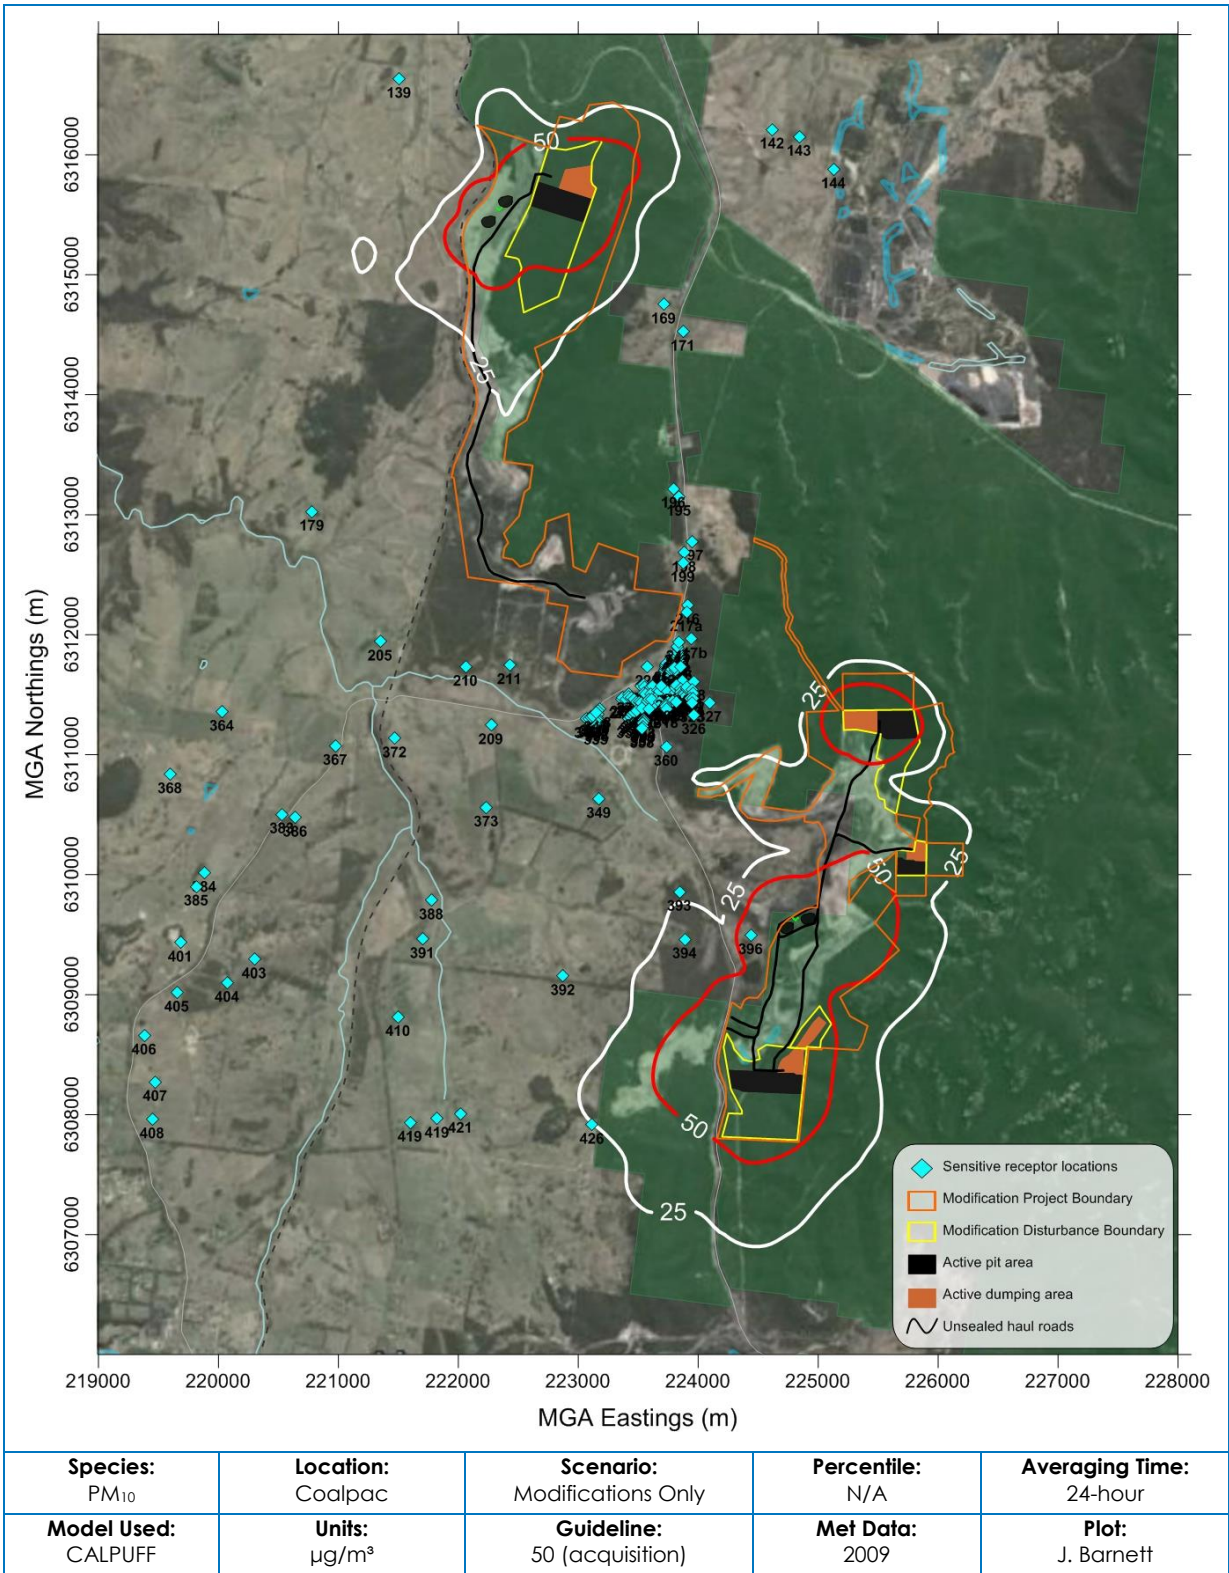 219000 220000 221000 222000 223000 224000 225000 226000 227000 228000
MGA Eastings (m)
MGA Northings (m)
6316000
6315000
6314000
6313000
6312000
6311000
6310000
6309000
6308000
6307000
139
50
142
143
144
169
171
25
196
195
179
199
217a
205
210
211
364
209
327
326
25
367
372
360
368
373
349
386
25
50
385
25
393
388
401
391
394
396
403
404
392
405
410
406
407
408
419
419
421
426
50
25
Sensitive receptor locations
Modification Project Boundary
Modification Disturbance Boundary
Active pit area
Active dumping area
Unsealed haul roads
Species:
PM₁₀
Location:
Coalpac
Scenario:
Modifications Only
Percentile:
N/A
Averaging Time:
24-hour
Model Used:
CALPUFF
Units:
µg/m³
Guideline:
50 (acquisition)
Met Data:
2009
Plot:
J. Barnett